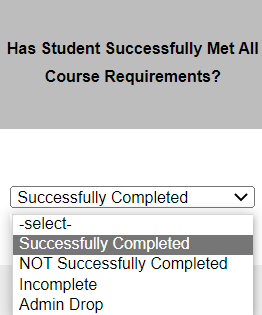 Has Student Successfully Met All
Course Requirements?
Successfully Completed
-select-
Successfully Completed
NOT Successfully Completed
Incomplete
Admin Drop